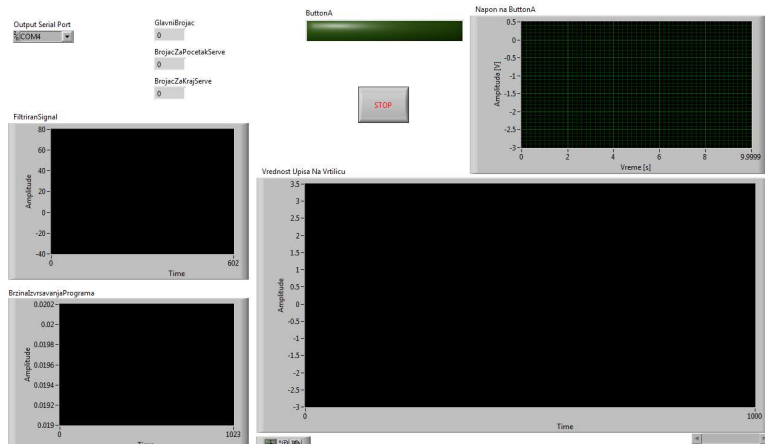 Output Serial Port
COM4
GlavniBrojac
0
BrojacZaPocetakServe
0
BrojacZaKrajServe
0
ButtonA
STOP
Napon na ButtonA
Amplituda [V]
0.5
0
-0.5
-1
-1.5
-2
-2.5
-3
0 2 4 6 8 9.9999
Vreme [s]
FiltriranSignal
Amplitude
80
60
40
20
0
-20
-40
0 602
Time
Vrednost Upisa Na Vrtilicu
Amplitude
3.5
3
2.5
2
1.5
1
0.5
0
-0.5
-1
-1.5
-2
-2.5
-3
0 1000
Time
BrzinaIzvrsavanjaPrograma
Amplitude
0.0202
0.02
0.0198
0.0196
0.0194
0.0192
0.019
0 1023
Time